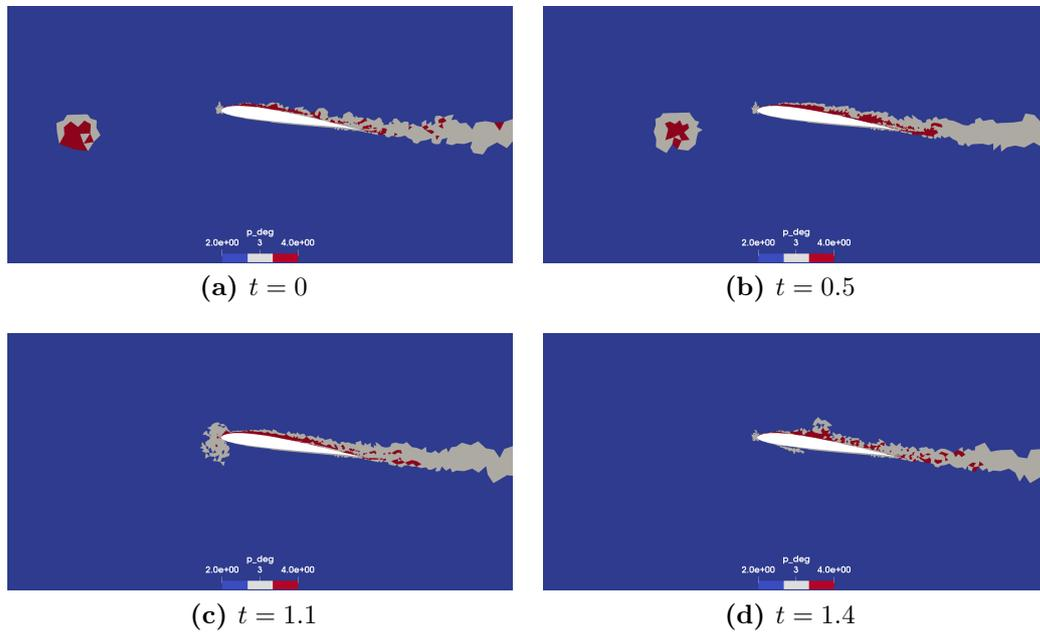 p_deg
2.0e+00 3 4.0e+00
p_deg
2.0e+00 3 4.0e+00
(a) t = 0
(b) t = 0.5
p_deg
2.0e+00 3 4.0e+00
p_deg
2.0e+00 3 4.0e+00
(c) t = 1.1
(d) t = 1.4